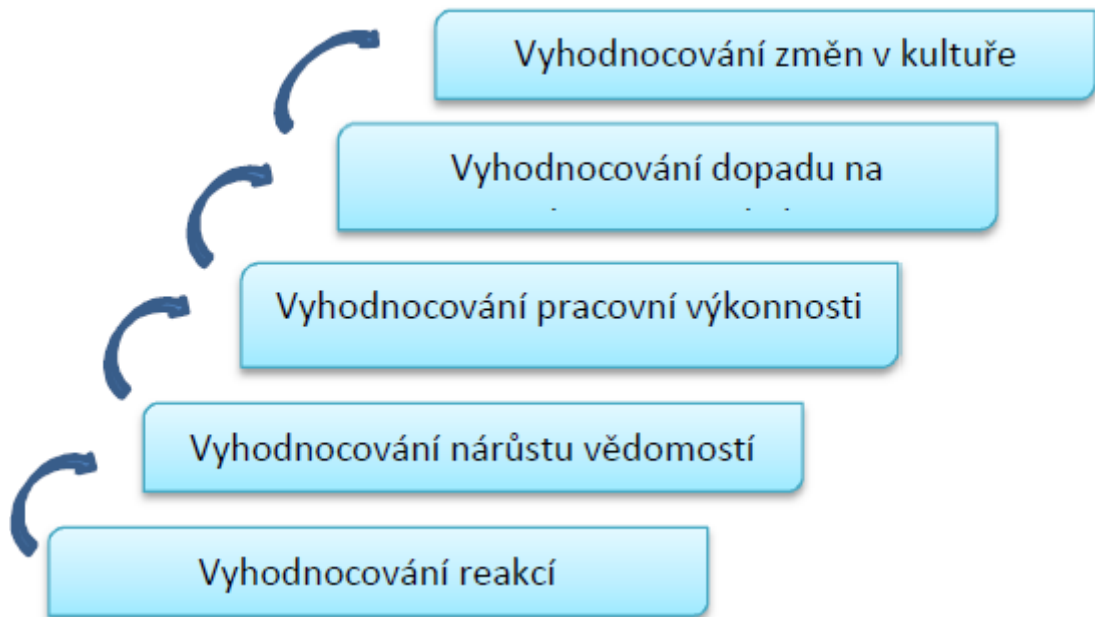 Vyhodnocování změn v kultuře
Vyhodnocování dopadu na
Vyhodnocování pracovní výkonnosti
Vyhodnocování nárůstu vědomostí
Vyhodnocování reakcí